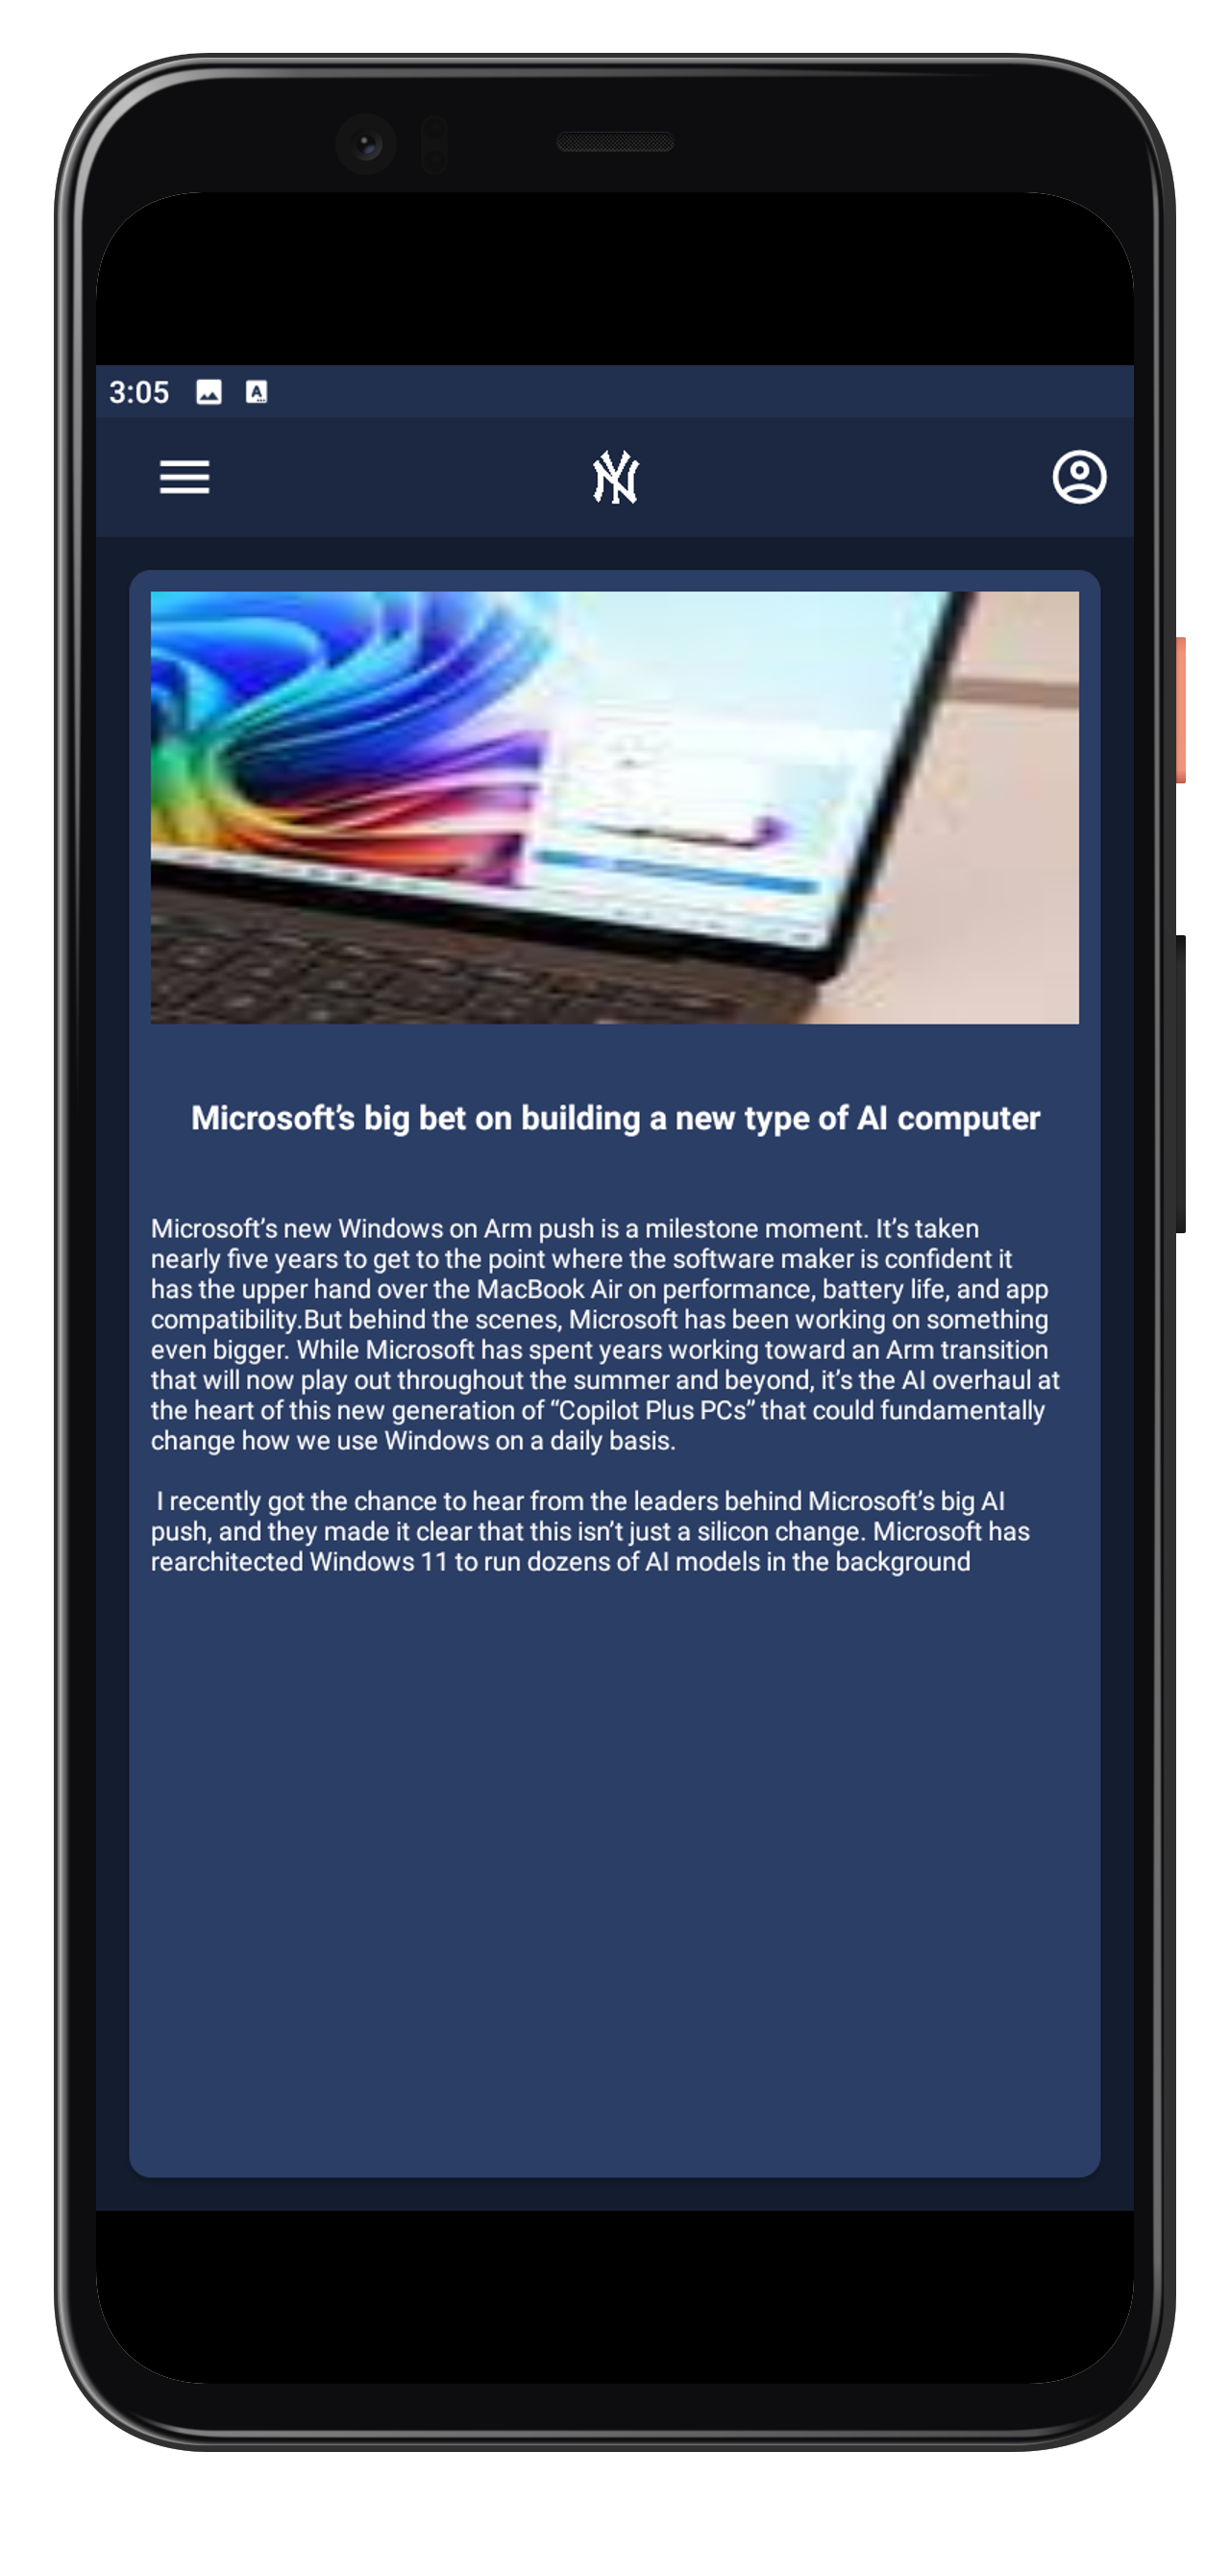 3:05
NY
Microsoft’s big bet on building a new type of AI computer
Microsoft’s new Windows on Arm push is a milestone moment. It’s taken
nearly five years to get to the point where the software maker is confident it
has the upper hand over the MacBook Air on performance, battery life, and app
compatibility.But behind the scenes, Microsoft has been working on something
even bigger. While Microsoft has spent years working toward an Arm transition
that will now play out throughout the summer and beyond, it’s the AI overhaul at
the heart of this new generation of “Copilot Plus PCs” that could fundamentally
change how we use Windows on a daily basis.
I recently got the chance to hear from the leaders behind Microsoft’s big AI
push, and they made it clear that this isn’t just a silicon change. Microsoft has
rearchitected Windows 11 to run dozens of AI models in the background